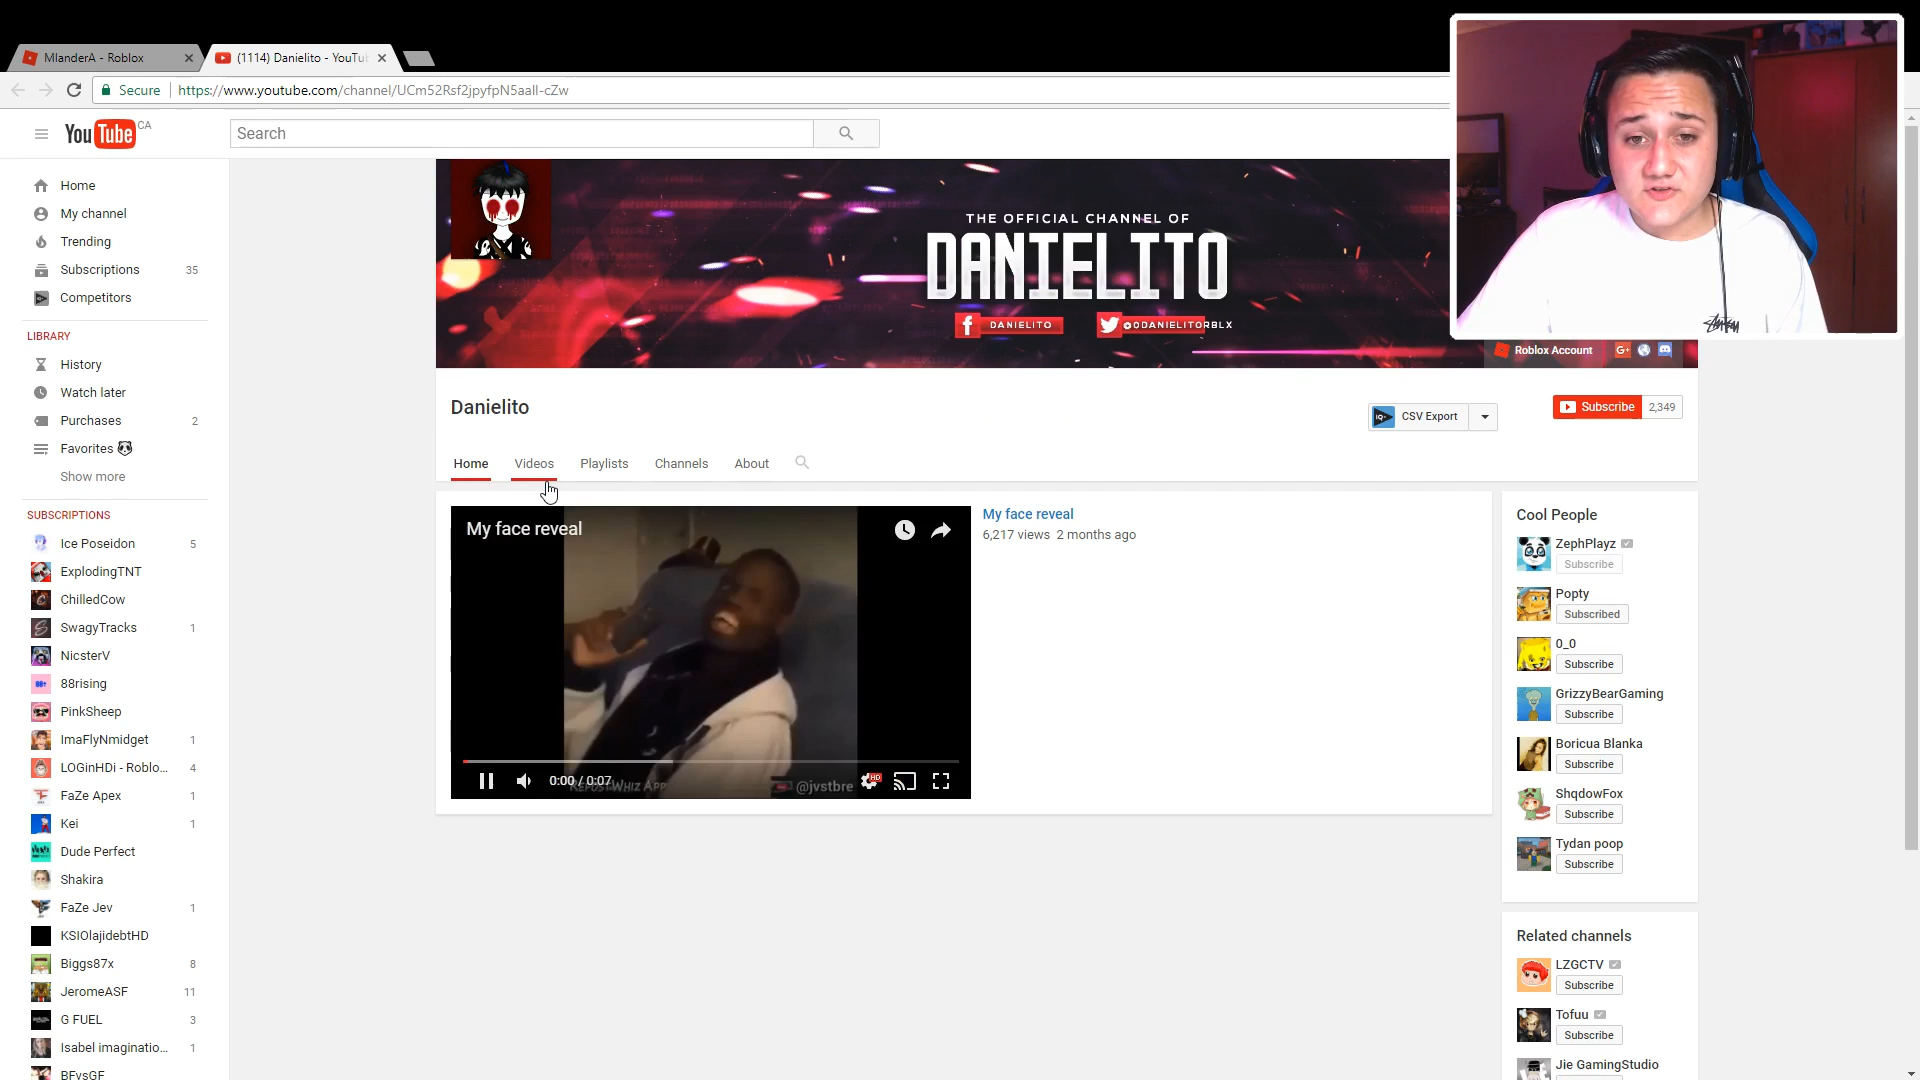 MlanderA - Roblox
(1114) Danielito - YouTu
Secure
https://www.youtube.com/channel/UCm52Rsf2jpyfpN5aaII-cZw
YouTube CA
Search
Home
My channel
Trending
Subscriptions 35
Competitors
LIBRARY
History
Watch later
Purchases 2
Favorites
Show more
SUBSCRIPTIONS
Ice Poseidon 5
ExplodingTNT
ChilledCow
SwagyTracks 1
NicsterV
88rising
PinkSheep
ImaFlyNmidget 1
LOGinHDi - Roblo... 4
FaZe Apex 1
Kei 1
Dude Perfect
Shakira
FaZe Jev 1
KSIOlajidebtHD
Biggs87x 8
JeromeASF 11
G FUEL 3
Isabel imaginatio... 1
BFvsGF
THE OFFICIAL CHANNEL OF
DANIELITO
DANIELITO
@ODANIELITORBLX
Roblox Account
G+
Danielito
CSV Export
Subscribe 2,349
Home
Videos
Playlists
Channels
About
My face reveal
0:00 / 0:07
HD
@jvstbre
My face reveal
6,217 views 2 months ago
Cool People
ZephPlayz
Subscribe
Popty
Subscribed
0_0
Subscribe
GrizzyBearGaming
Subscribe
Boricua Blanka
Subscribe
ShqdowFox
Subscribe
Tydan poop
Subscribe
Related channels
LZGCTV
Subscribe
Tofuu
Subscribe
Jie GamingStudio